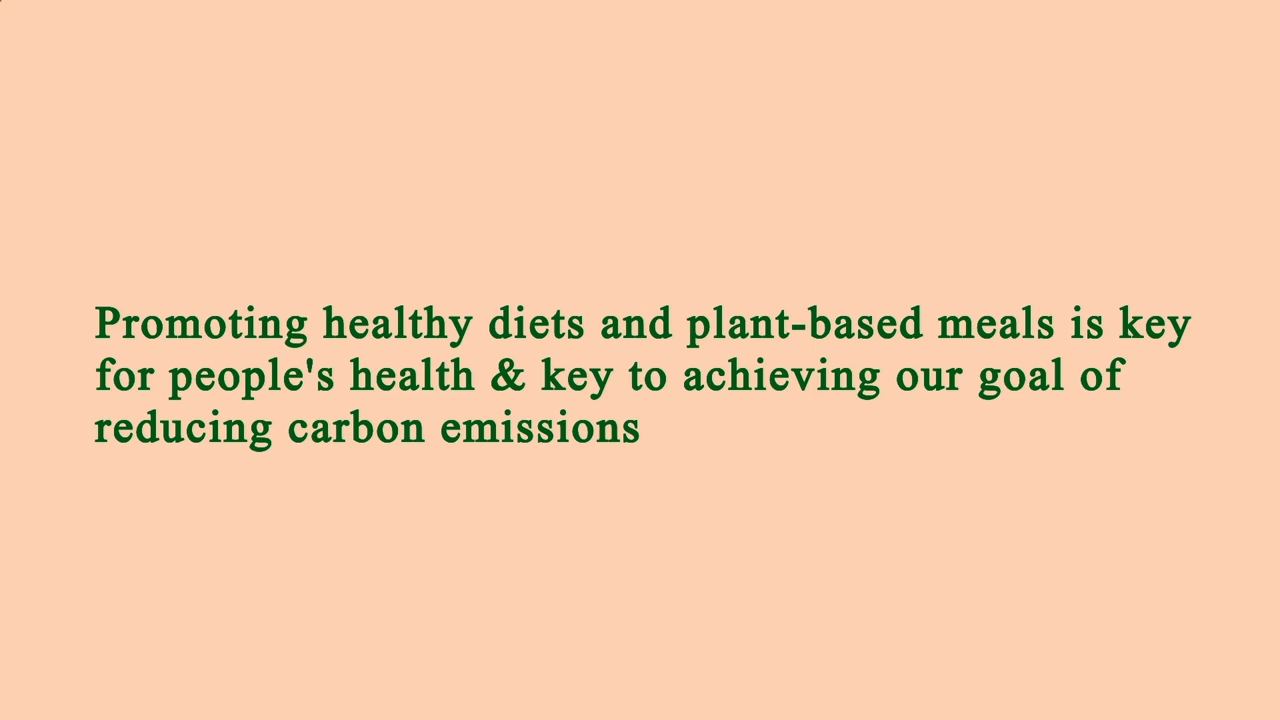 Promoting healthy diets and plant-based meals is key
for people's health & key to achieving our goal of
reducing carbon emissions